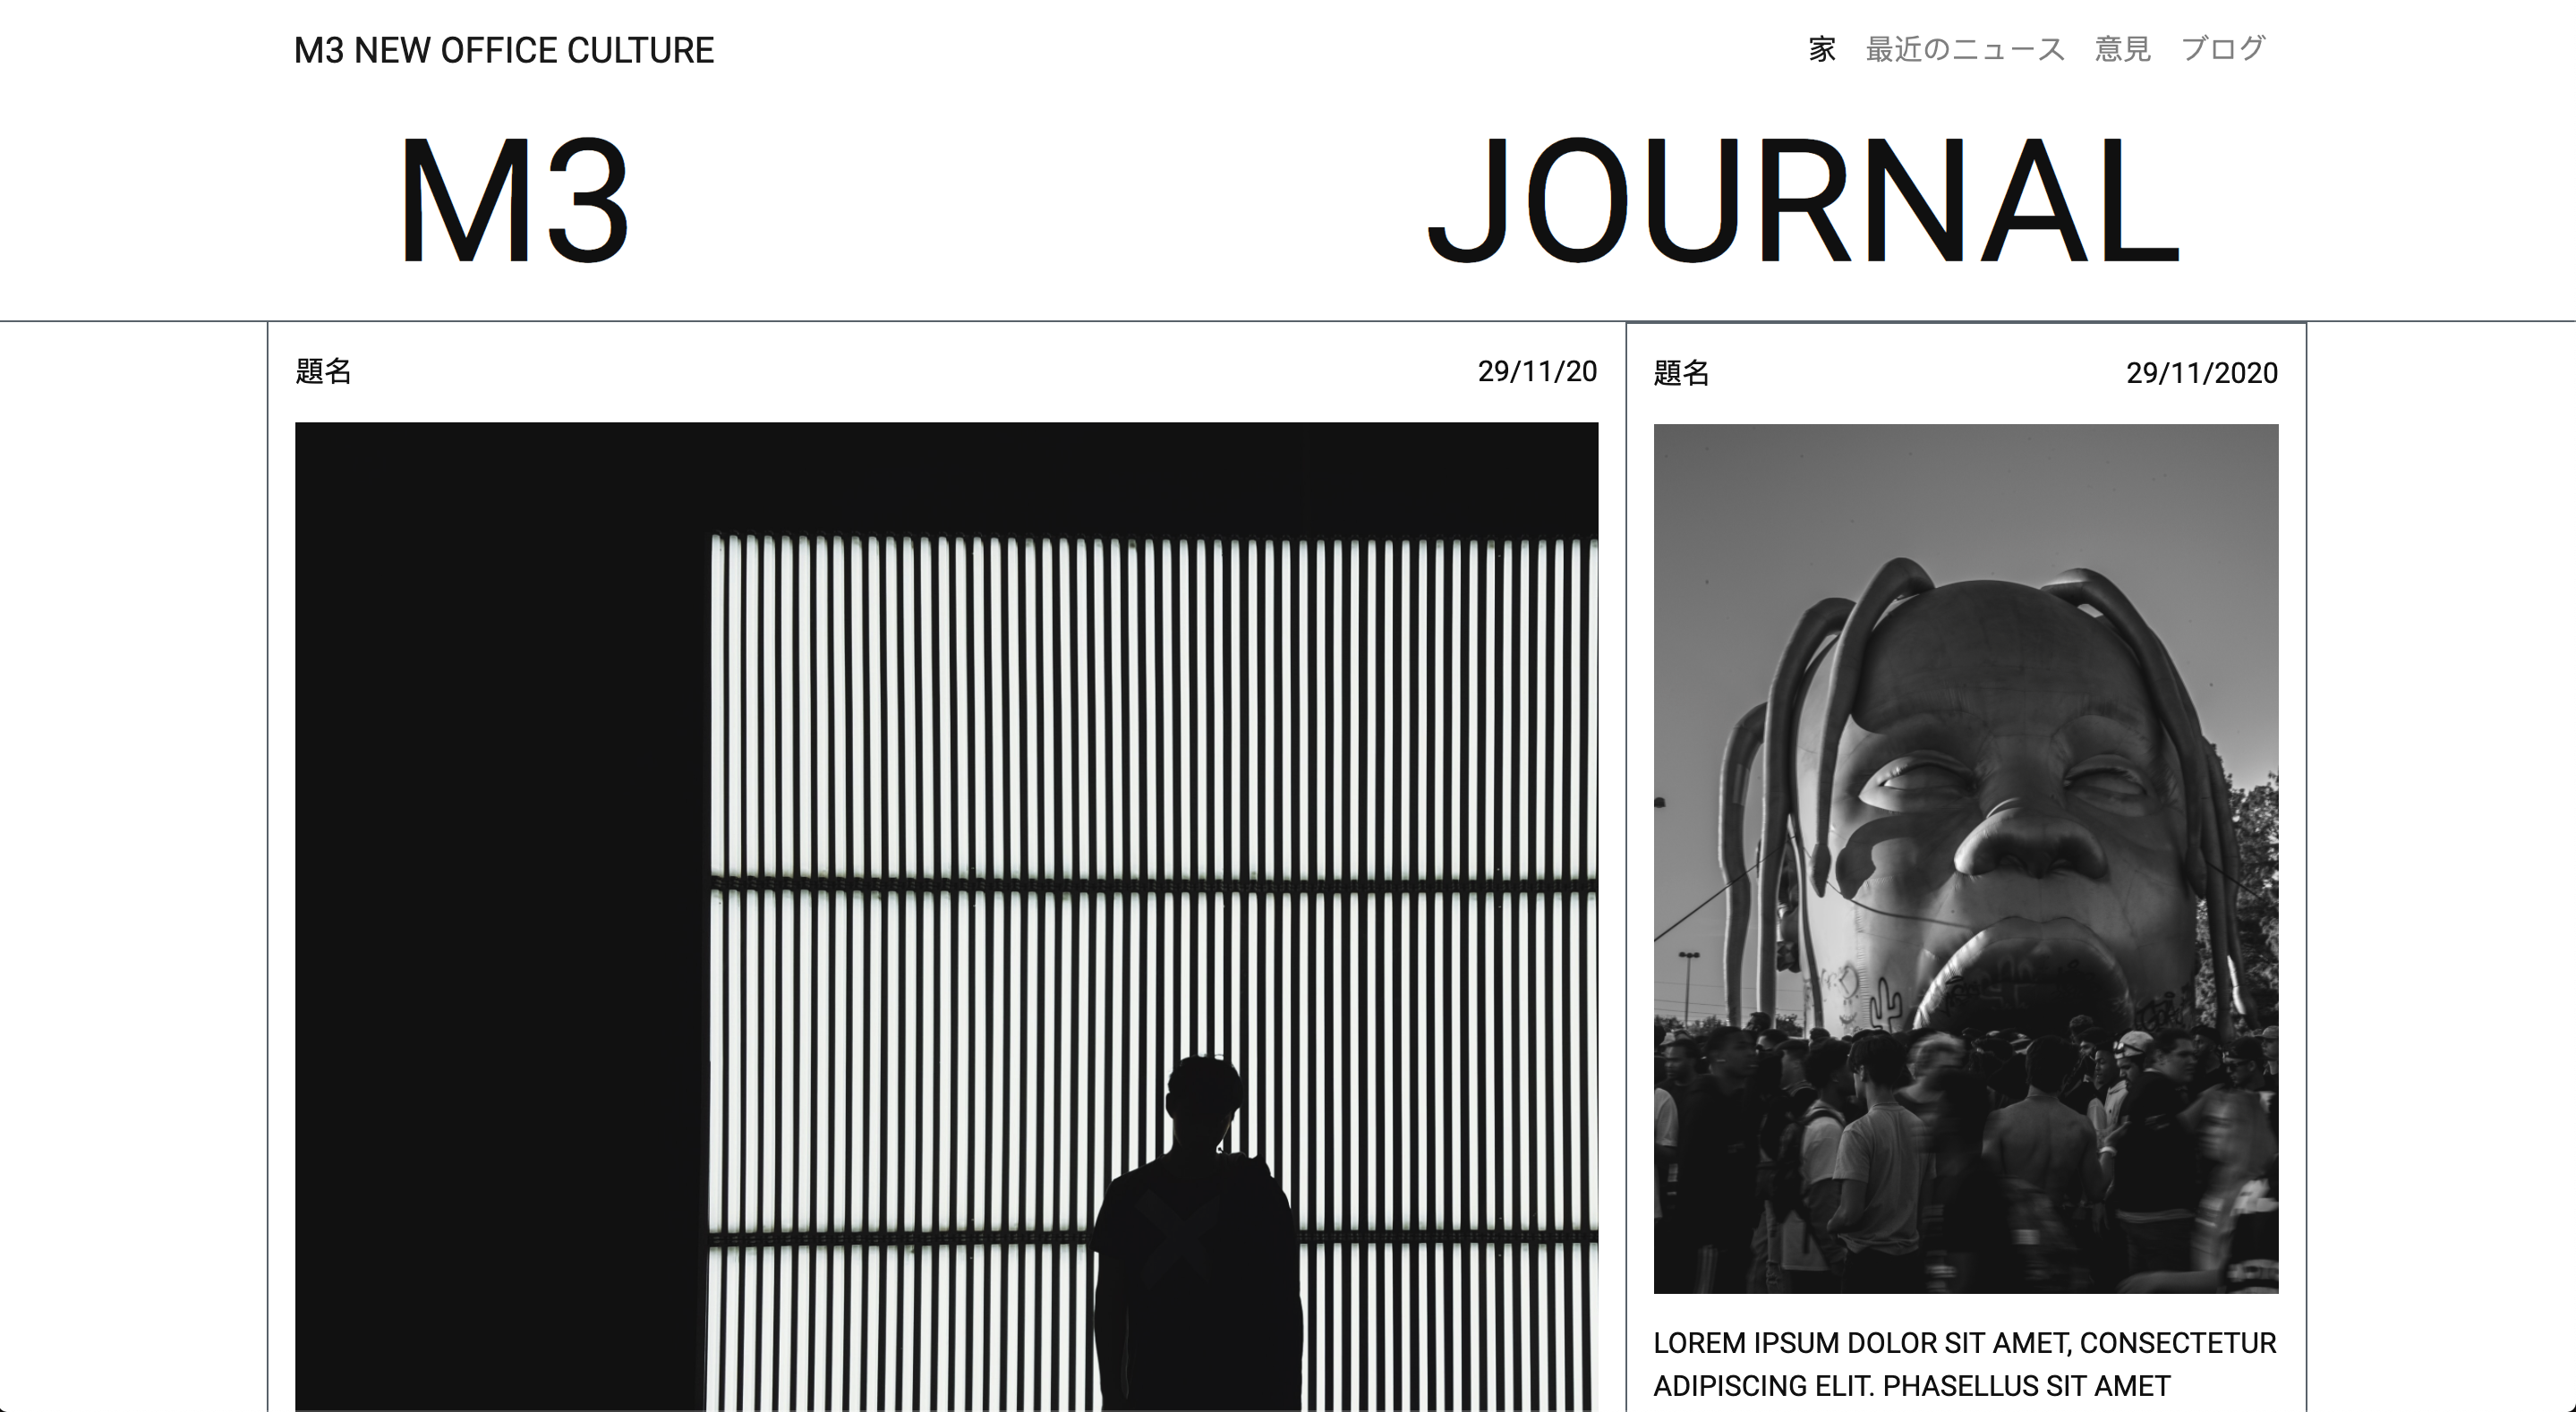 M3 NEW OFFICE CULTURE
家 最近のニュース 意見 ブログ
M3 JOURNAL
題名 29/11/20
題名 29/11/2020
LOREM IPSUM DOLOR SIT AMET, CONSECTETUR
ADIPISCING ELIT. PHASELLUS SIT AMET